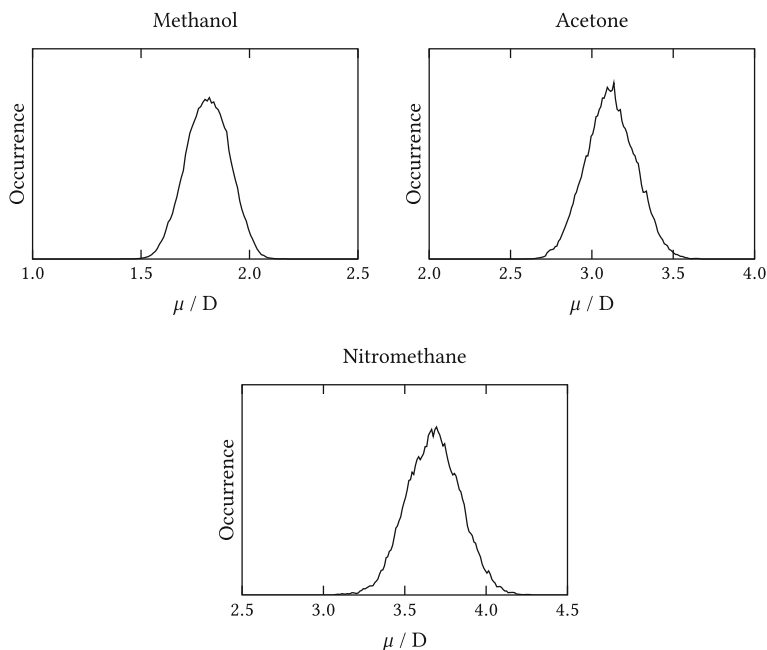 Methanol
Occurrence
1.0 1.5 2.0 2.5
μ / D
Acetone
Occurrence
2.0 2.5 3.0 3.5 4.0
μ / D
Nitromethane
Occurrence
2.5 3.0 3.5 4.0 4.5
μ / D